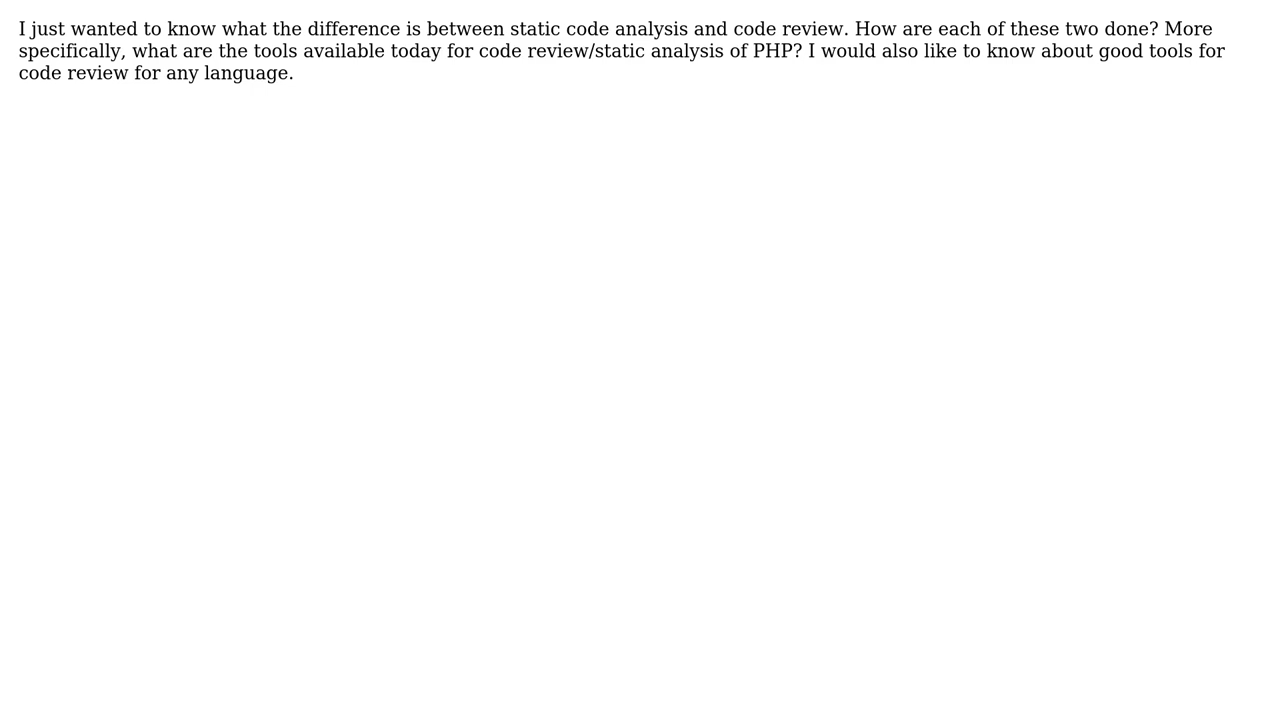 I just wanted to know what the difference is between static code analysis and code review. How are each of these two done? More
specifically, what are the tools available today for code review/static analysis of PHP? I would also like to know about good tools for
code review for any language.